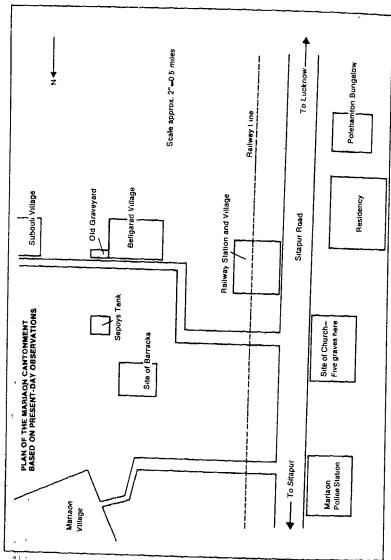 PLAN OF THE MARIAON CANTONMENT
BASED ON PRESENT-DAY OBSERVATIONS
N
Subouli Village
Old Graveyard
Beligarad Village
Sepoys Tank
Site of Barracks
Mariaon
Village
Scale approx. 2"=0.5 miles
Railway Line
Railway Station and Village
To Sitapur
Sitapur Road
To Lucknow
Mariaon
Police Station
Site of Church–
Five graves here
Residency
Polehamton Bungalow